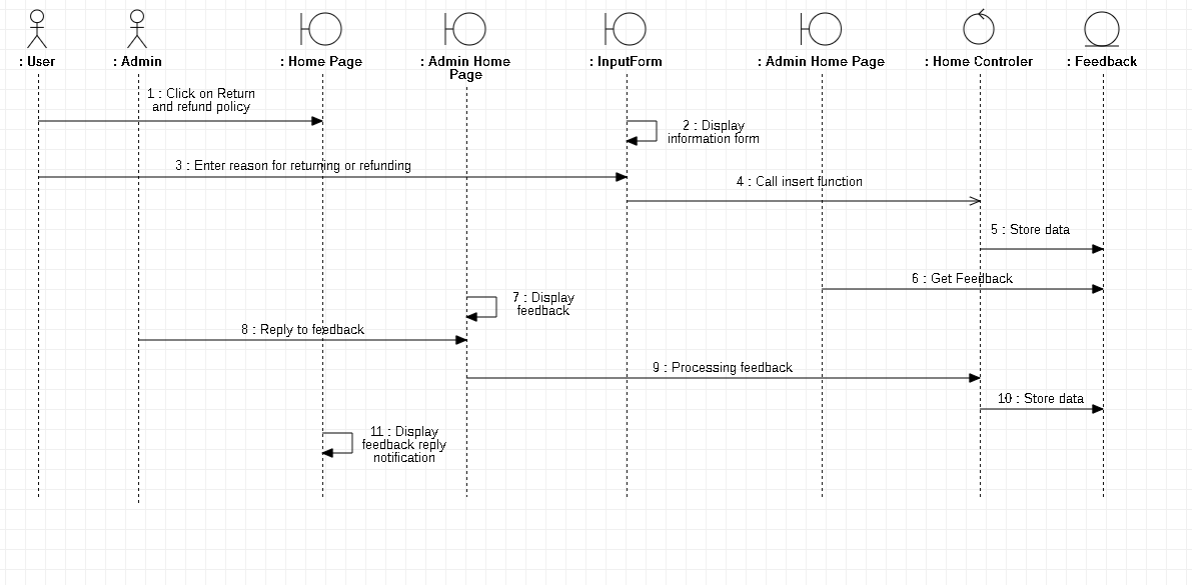 : User
: Admin
: Home Page
: Admin Home
Page
: InputForm
: Admin Home Page
: Home Controler
: Feedback
1 : Click on Return
and refund policy
2 : Display
information form
3 : Enter reason for returning or refunding
4 : Call insert function
5 : Store data
6 : Get Feedback
7 : Display
feedback
8 : Reply to feedback
9 : Processing feedback
10 : Store data
11 : Display
feedback reply
notification